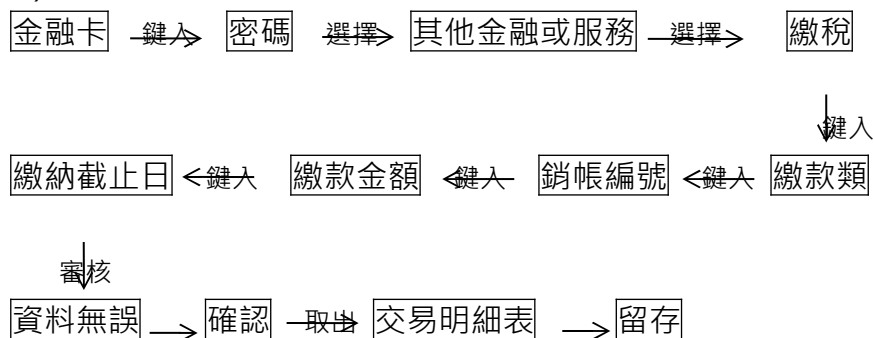 金融卡 鍵入 密碼 選擇 其他金融或服務 選擇 繳稅
鍵入
繳納截止日 鍵入 繳款金額 鍵入 銷帳編號 鍵入 繳款類
審核
資料無誤 確認 取出 交易明細表 留存